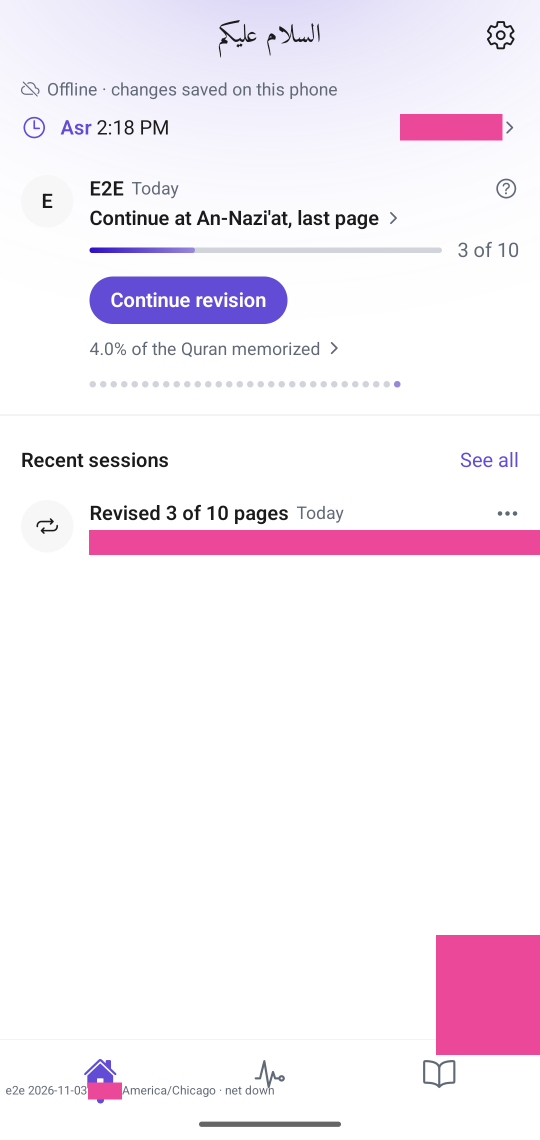 السلام عليكم
Offline · changes saved on this phone
Asr 2:18 PM
E
E2E Today
Continue at An-Nazi'at, last page
3 of 10
Continue revision
4.0% of the Quran memorized
Recent sessions See all
Revised 3 of 10 pages Today
e2e 2026-11-03 America/Chicago · net down